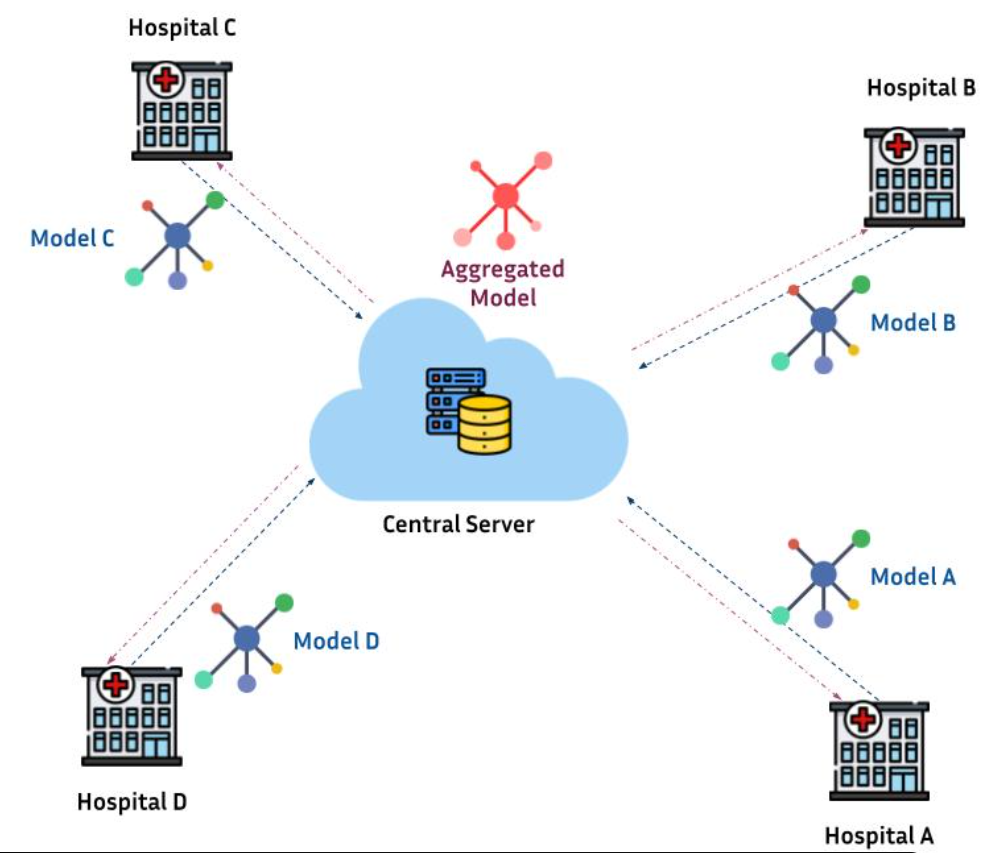 Hospital C
Hospital B
Model C
Aggregated
Model
Model B
Central Server
Model A
Model D
Hospital D
Hospital A